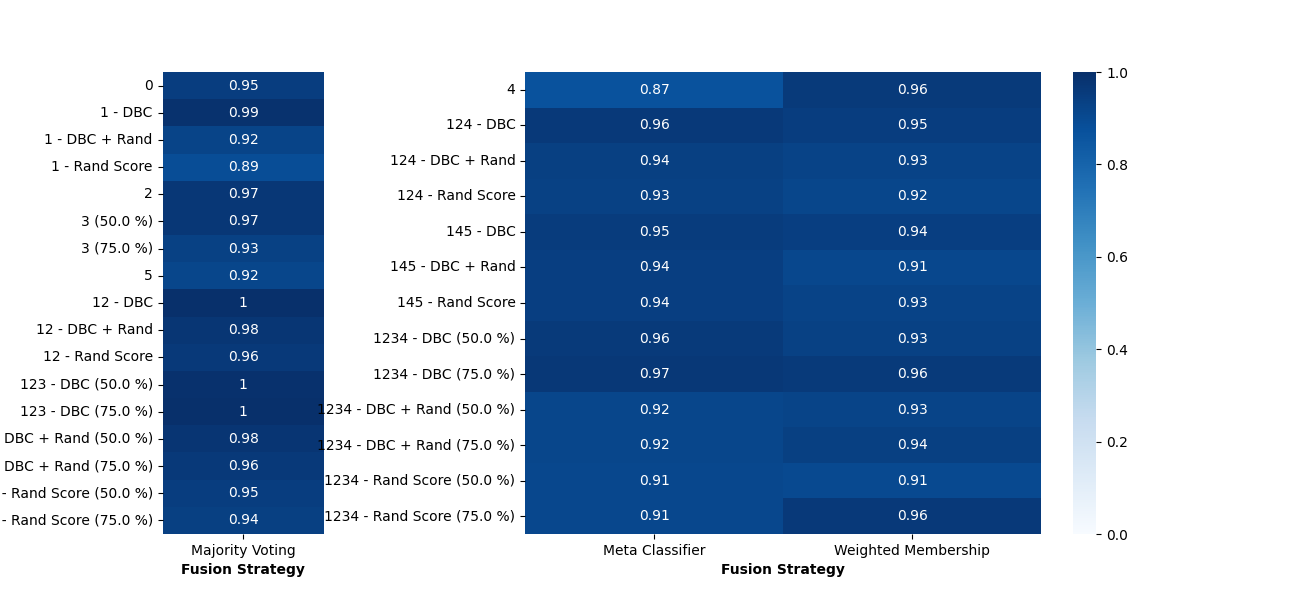 0 0.95
1 - DBC 0.99
1 - DBC + Rand 0.92
1 - Rand Score 0.89
2 0.97
3 (50.0 %) 0.97
3 (75.0 %) 0.93
5 0.92
12 - DBC 1
12 - DBC + Rand 0.98
12 - Rand Score 0.96
123 - DBC (50.0 %) 1
123 - DBC (75.0 %) 1
DBC + Rand (50.0 %) 0.98
DBC + Rand (75.0 %) 0.96
- Rand Score (50.0 %) 0.95
- Rand Score (75.0 %) 0.94
Majority Voting
Fusion Strategy
4 0.87 0.96
124 - DBC 0.96 0.95
124 - DBC + Rand 0.94 0.93
124 - Rand Score 0.93 0.92
145 - DBC 0.95 0.94
145 - DBC + Rand 0.94 0.91
145 - Rand Score 0.94 0.93
1234 - DBC (50.0 %) 0.96 0.93
1234 - DBC (75.0 %) 0.97 0.96
1234 - DBC + Rand (50.0 %) 0.92 0.93
1234 - DBC + Rand (75.0 %) 0.92 0.94
1234 - Rand Score (50.0 %) 0.91 0.91
1234 - Rand Score (75.0 %) 0.91 0.96
Meta Classifier Weighted Membership
Fusion Strategy
1.0
0.8
0.6
0.4
0.2
0.0